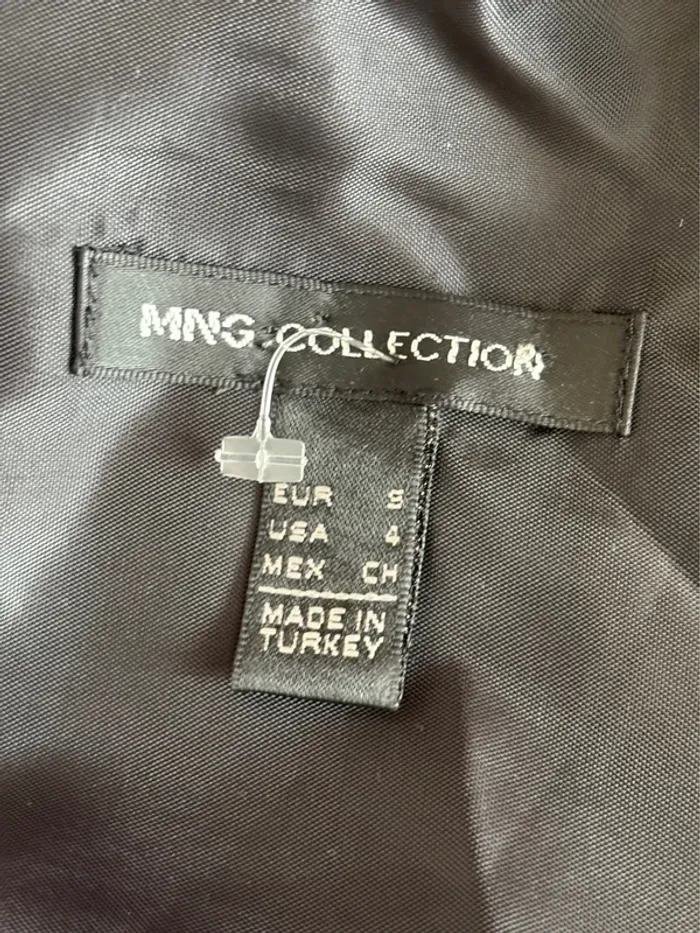 MNG COLLECTION
EUR S
USA 4
MEX CH
MADE IN
TURKEY